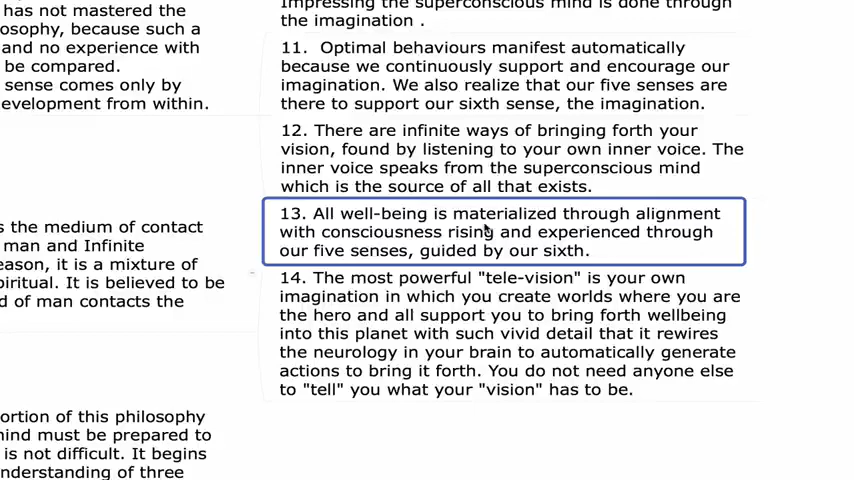 has not mastered the
osophy, because such a
and no experience with
be compared.
sense comes only by
evelopment from within.
s the medium of contact
man and Infinite
eason, it is a mixture of
piritual. It is believed to be
d of man contacts the
ortion of this philosophy
mind must be prepared to
is not difficult. It begins
nderstanding of three
Impressing the superconscious mind is done through
the imagination .
11.  Optimal behaviours manifest automatically
because we continuously support and encourage our
imagination. We also realize that our five senses are
there to support our sixth sense, the imagination.
12. There are infinite ways of bringing forth your
vision, found by listening to your own inner voice. The
inner voice speaks from the superconscious mind
which is the source of all that exists.
13. All well-being is materialized through alignment
with consciousness rising and experienced through
our five senses, guided by our sixth.
14. The most powerful "tele-vision" is your own
imagination in which you create worlds where you are
the hero and all support you to bring forth wellbeing
into this planet with such vivid detail that it rewires
the neurology in your brain to automatically generate
actions to bring it forth. You do not need anyone else
to "tell" you what your "vision" has to be.